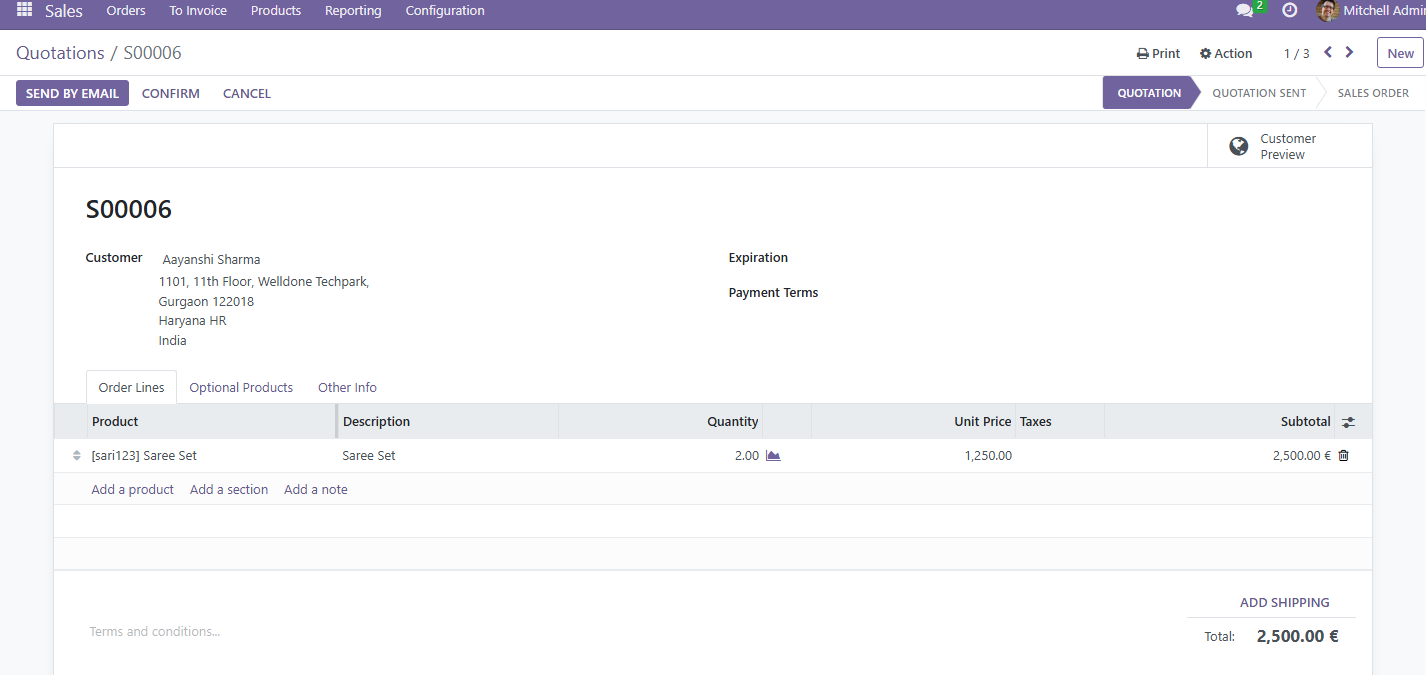 Sales Orders To Invoice Products Reporting Configuration 2 Mitchell Admin
Quotations / S00006 Print Action 1 / 3 New
SEND BY EMAIL CONFIRM CANCEL QUOTATION QUOTATION SENT SALES ORDER
Customer
Preview
S00006
Customer Aayanshi Sharma
1101, 11th Floor, Welldone Techpark,
Gurgaon 122018
Haryana HR
India
Expiration
Payment Terms
Order Lines Optional Products Other Info
Product Description Quantity Unit Price Taxes Subtotal
[sari123] Saree Set Saree Set 2.00 1,250.00 2,500.00 €
Add a product Add a section Add a note
ADD SHIPPING
Terms and conditions...
Total: 2,500.00 €